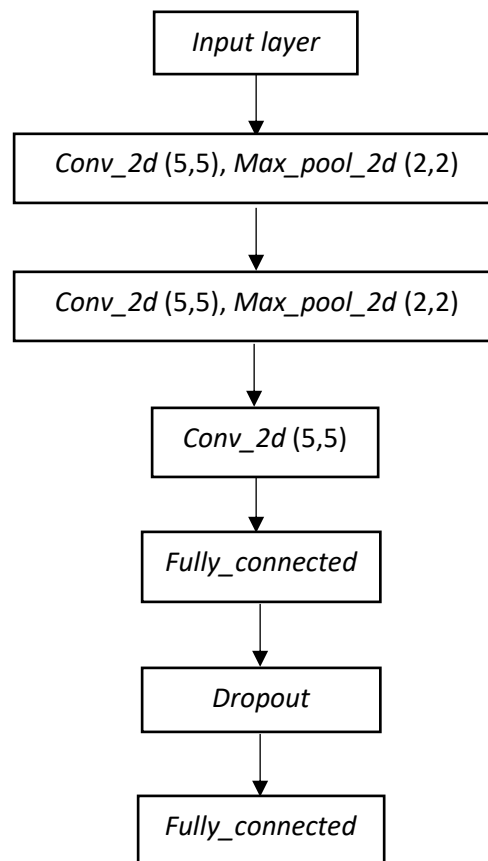 Input layer
Conv_2d (5,5), Max_pool_2d (2,2)
Conv_2d (5,5), Max_pool_2d (2,2)
Conv_2d (5,5)
Fully_connected
Dropout
Fully_connected